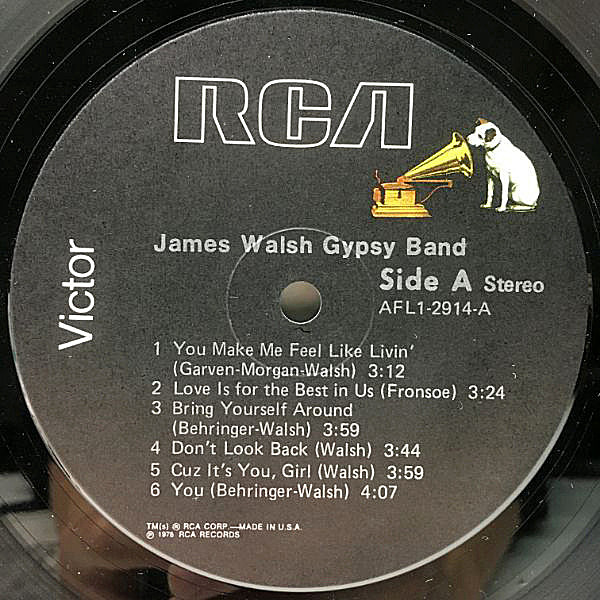 RCA
Victor
James Walsh Gypsy Band
Side A Stereo
AFL1-2914-A
1 You Make Me Feel Like Livin'
(Garven-Morgan-Walsh) 3:12
2 Love Is for the Best in Us (Fronsoe) 3:24
3 Bring Yourself Around
(Behringer-Walsh) 3:59
4 Don't Look Back (Walsh) 3:44
5 Cuz It's You, Girl (Walsh) 3:59
6 You (Behringer-Walsh) 4:07
TM(s) ® RCA CORP.—MADE IN U.S.A.
℗ 1978 RCA RECORDS